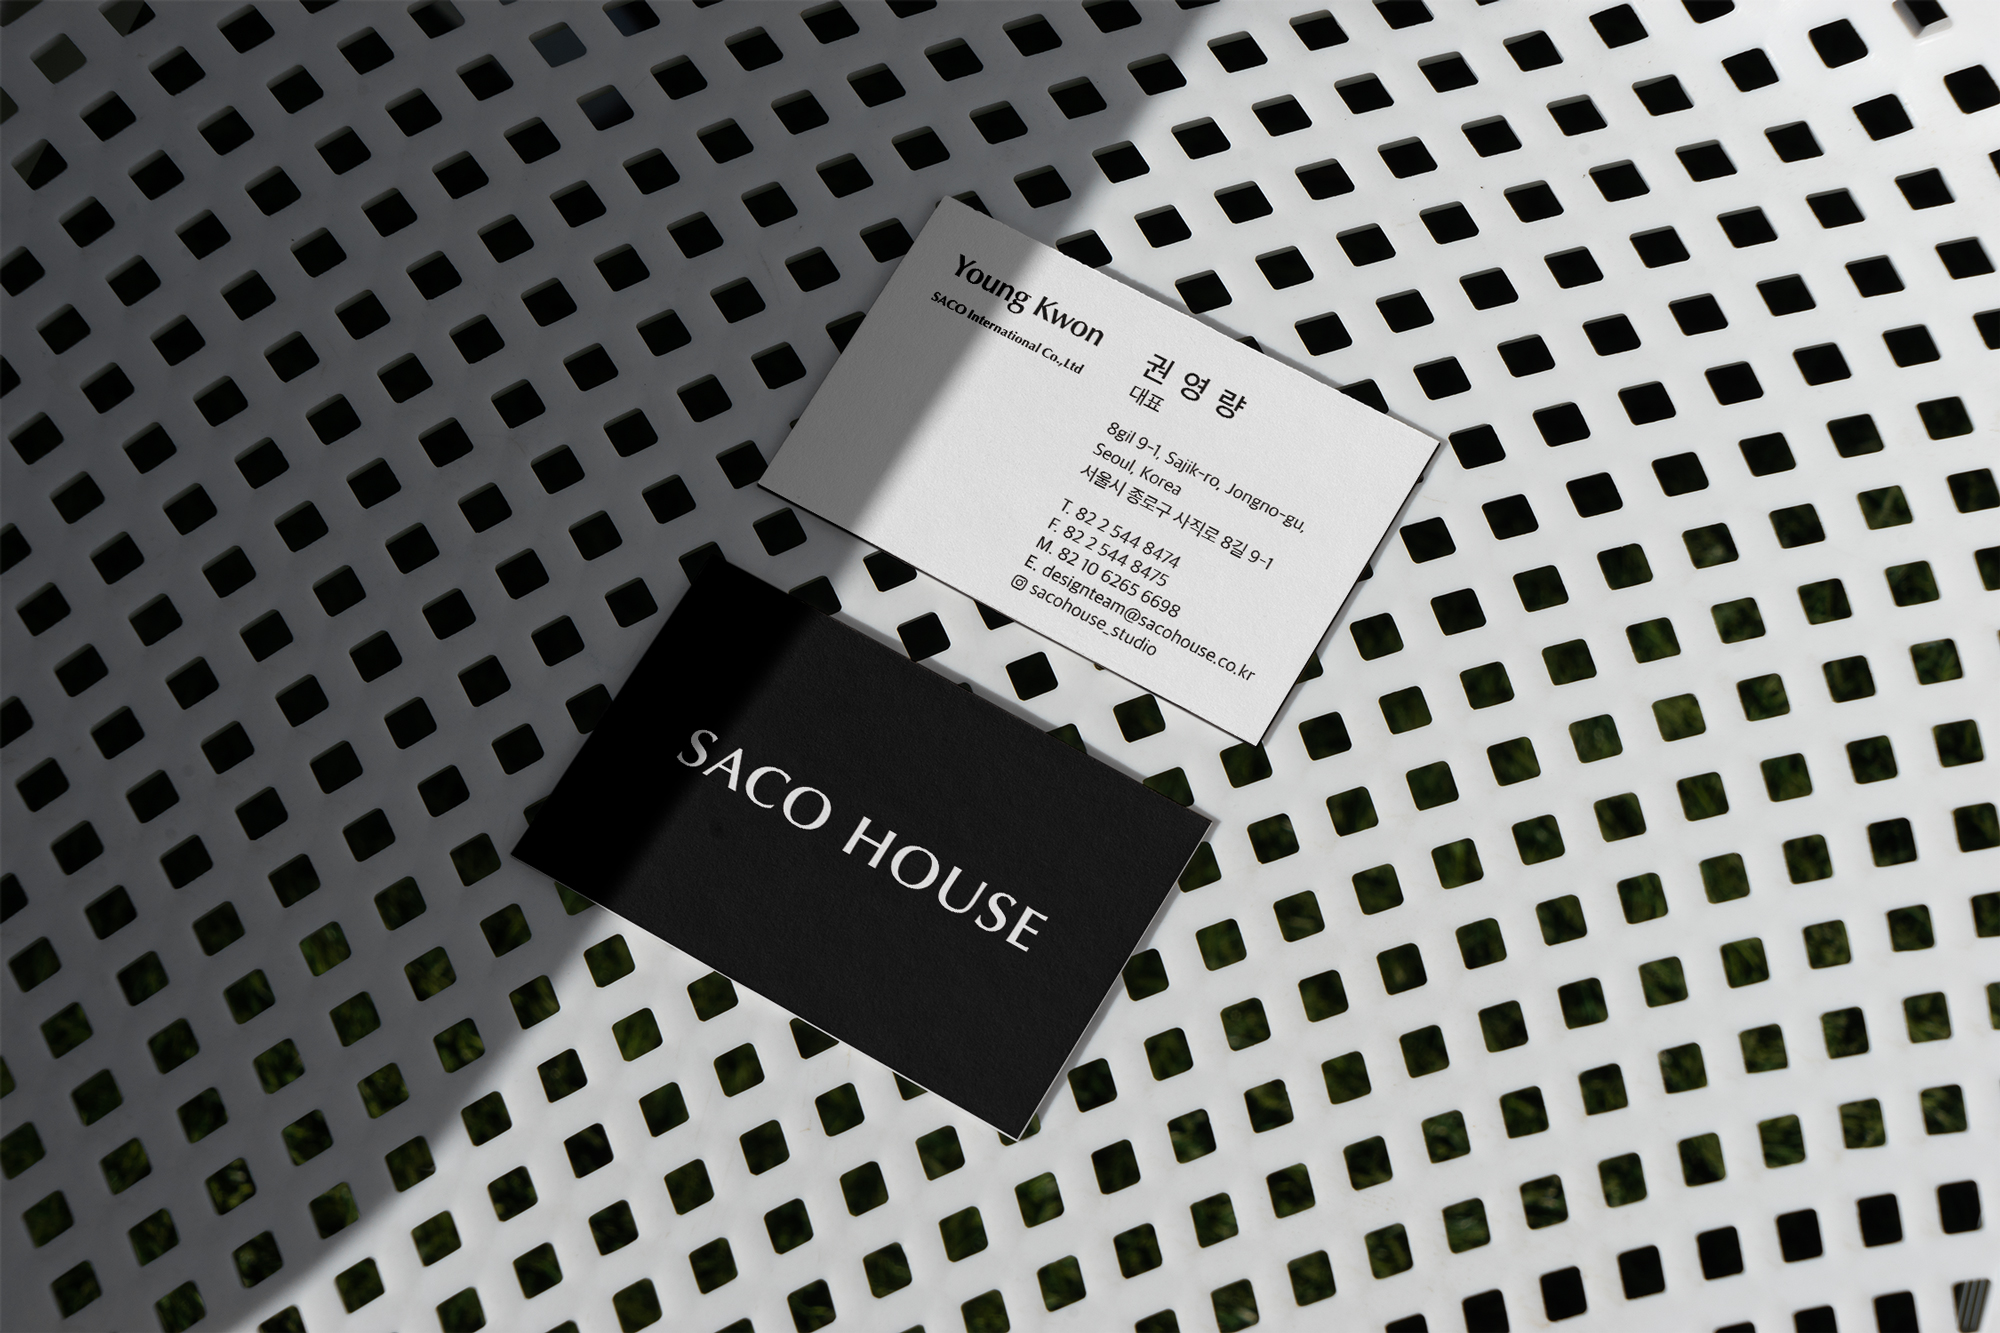 Young Kwon
SACO International Co.,Ltd
권 영 량
대표
8gil 9-1, Sajik-ro, Jongno-gu,
Seoul, Korea
서울시 종로구 사직로 8길 9-1
T. 82 2 544 8474
F. 82 2 544 8475
M. 82 10 6265 6698
E. designteam@sacohouse.co.kr
sacohouse_studio
SACO HOUSE